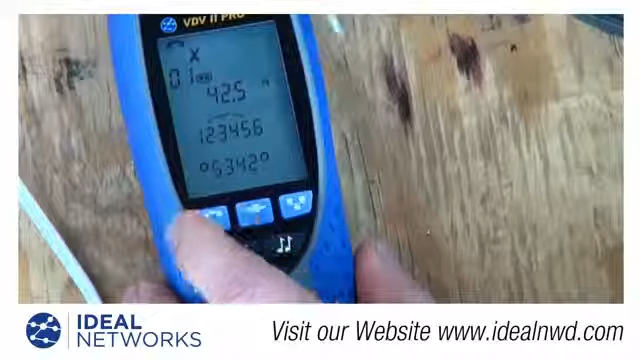 VDV II PRO
X
01
42.5
123456
°5342°
IDEAL
NETWORKS
Visit our Website www.idealnwd.com